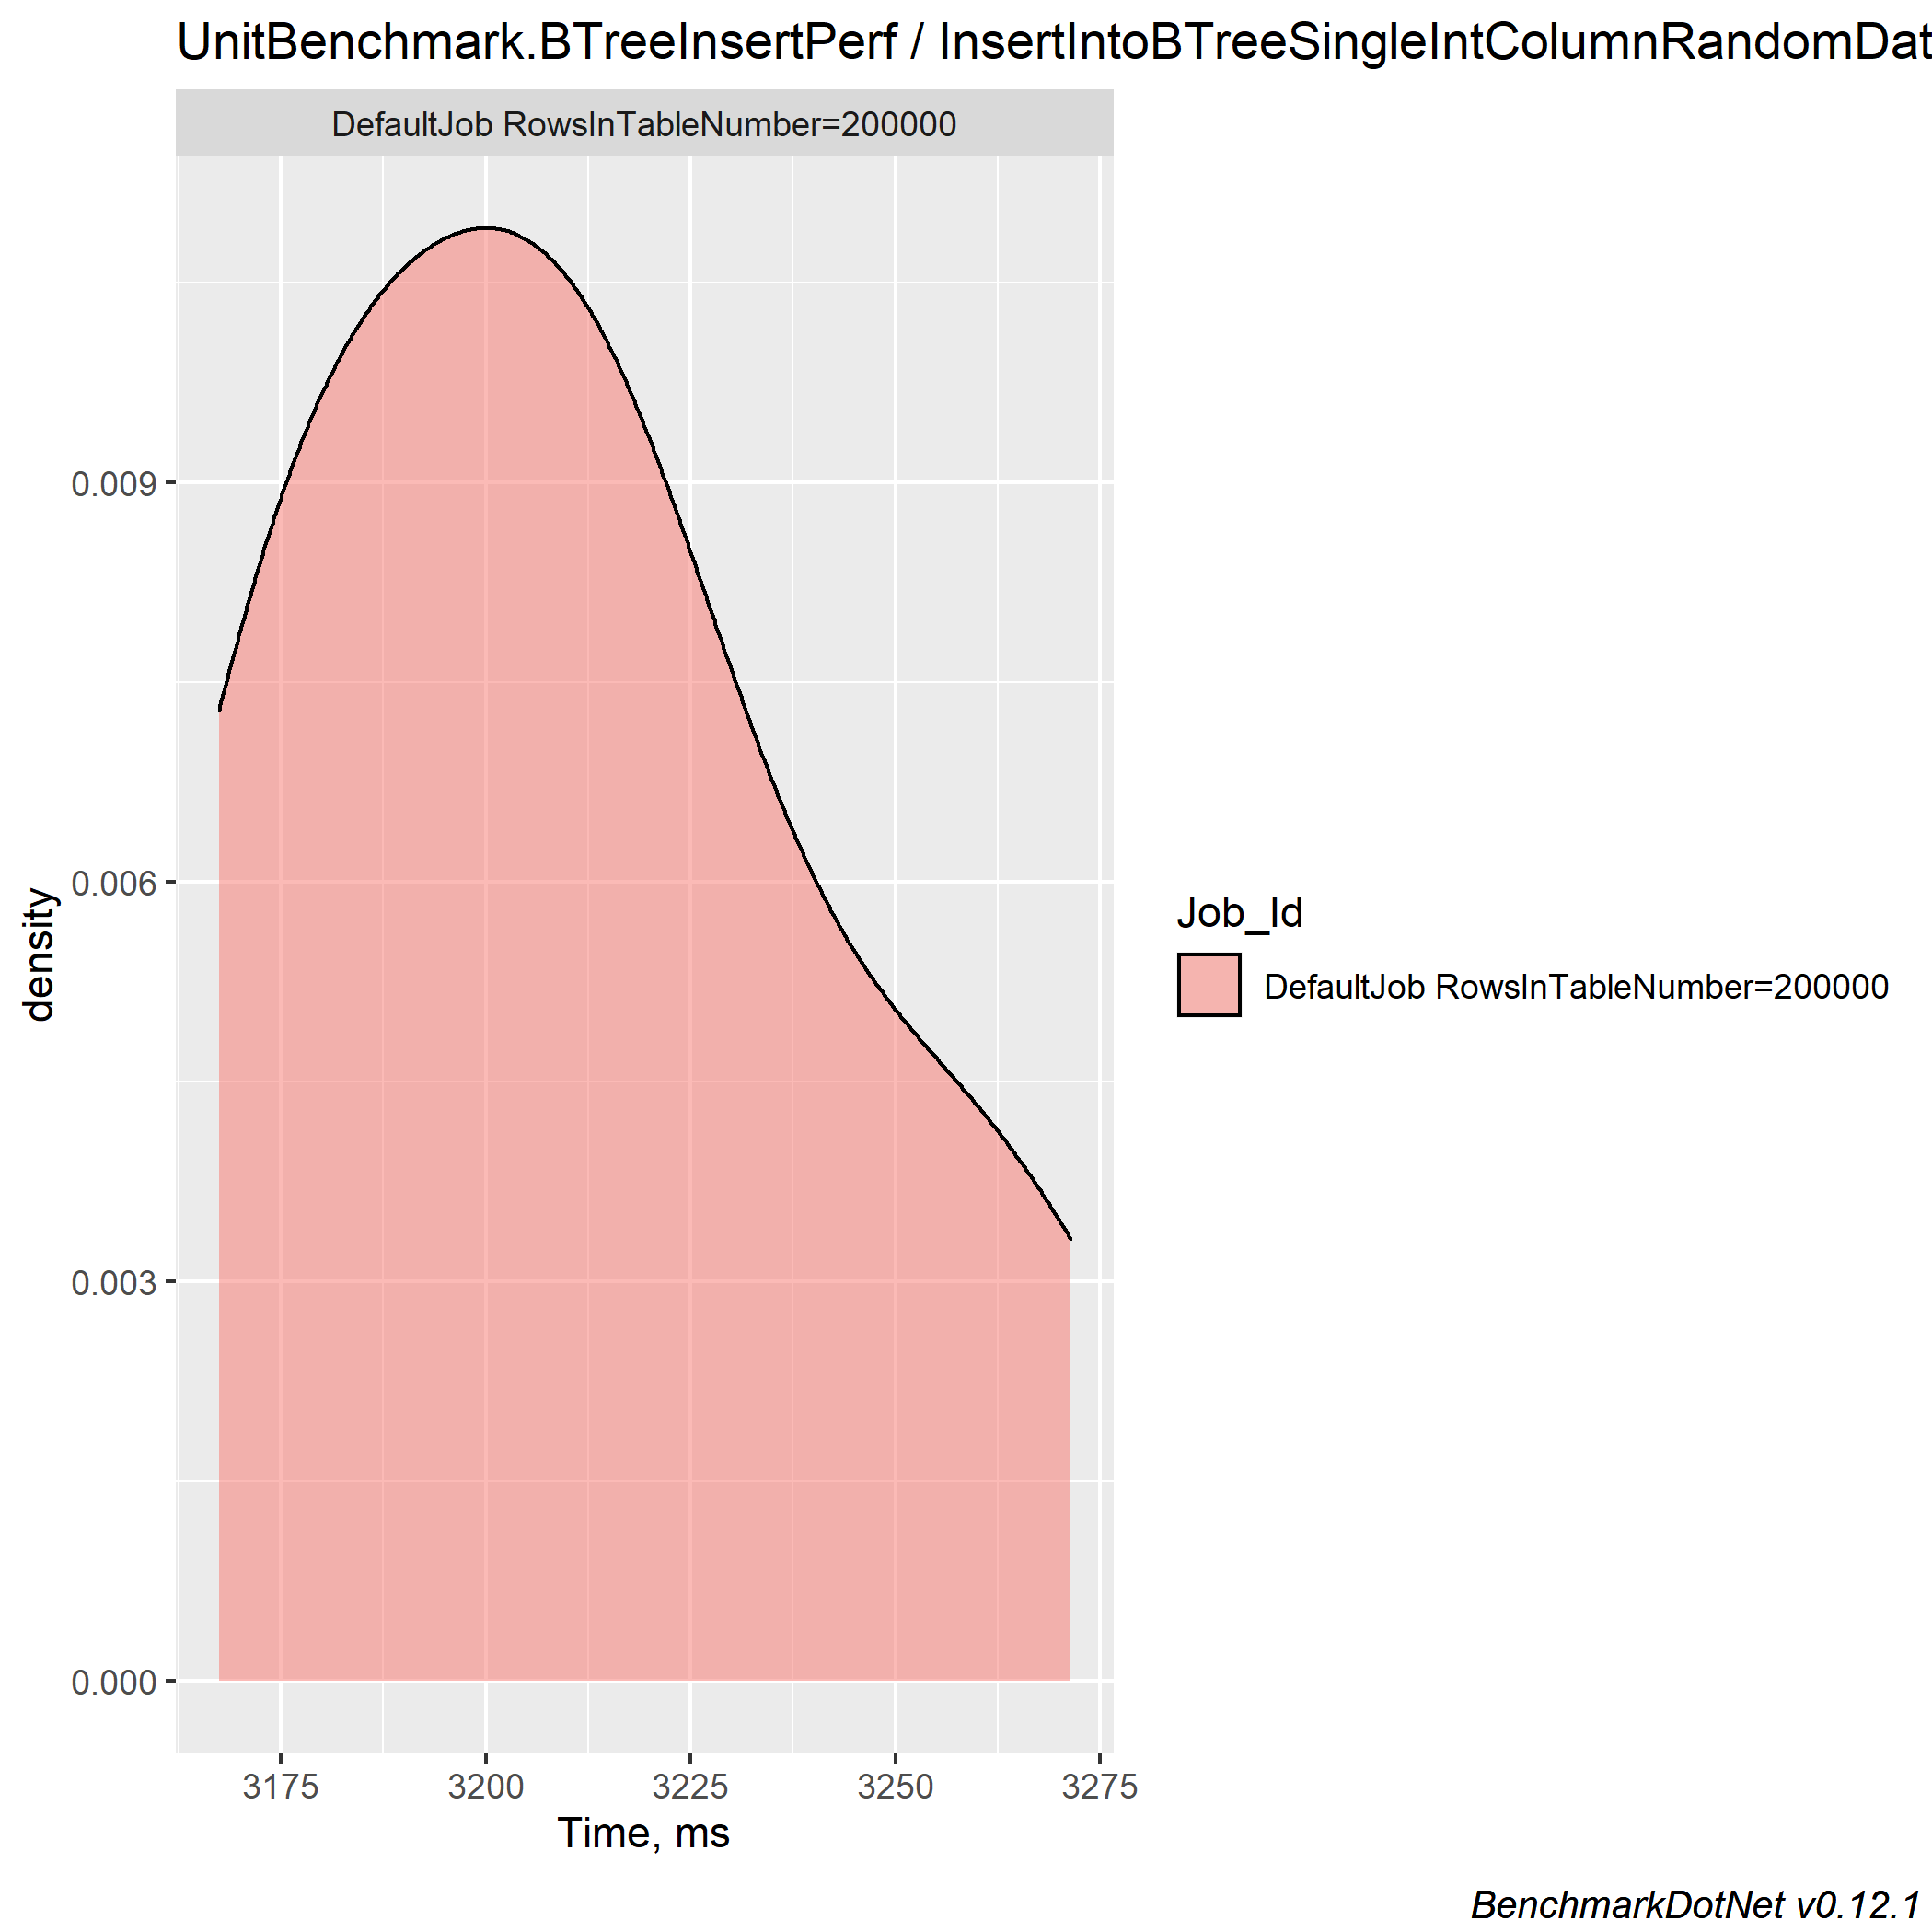 UnitBenchmark.BTreeInsertPerf / InsertIntoBTreeSingleIntColumnRandomDat
DefaultJob RowsInTableNumber=200000
0.009
0.006
0.003
0.000
density
3175 3200 3225 3250 3275
Time, ms
Job_Id
DefaultJob RowsInTableNumber=200000
BenchmarkDotNet v0.12.1